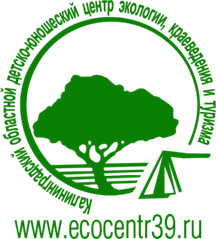 Калининградский областной детско-юношеский центр экологии, краеведения и туризма
www.ecocentr39.ru